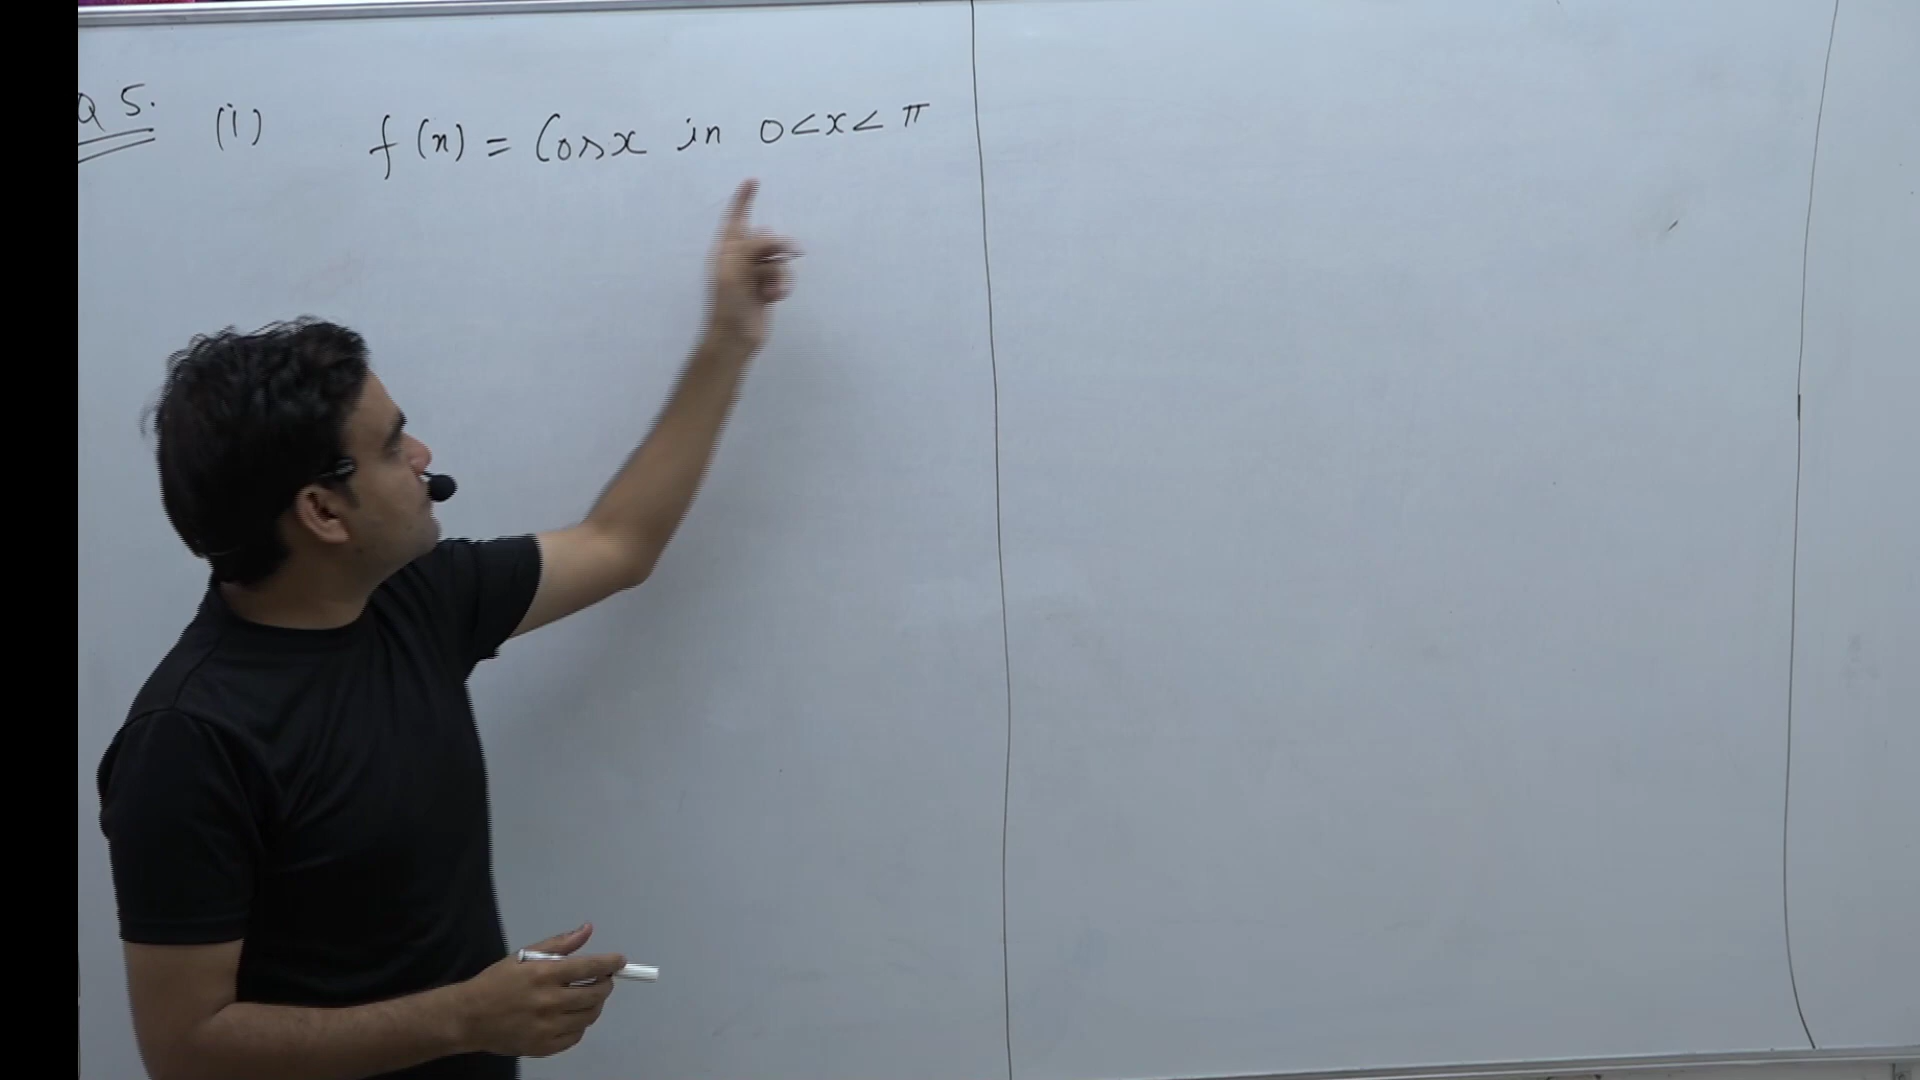 Q 5. (i) f(x) = Cos x in 0<x<π